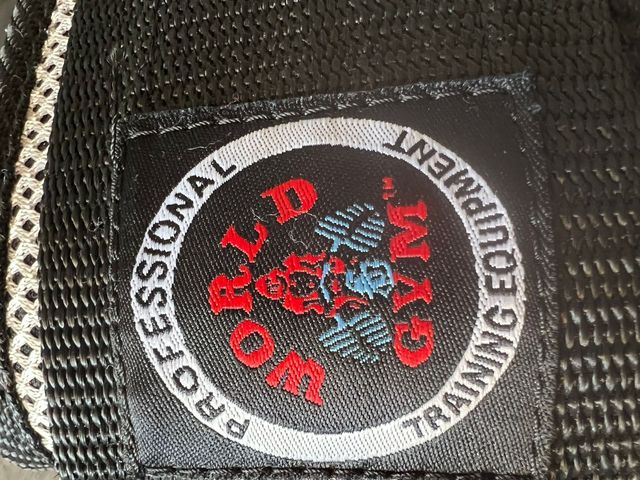 PROFESSIONAL
WORLD
GYM™
TRAINING EQUIPMENT